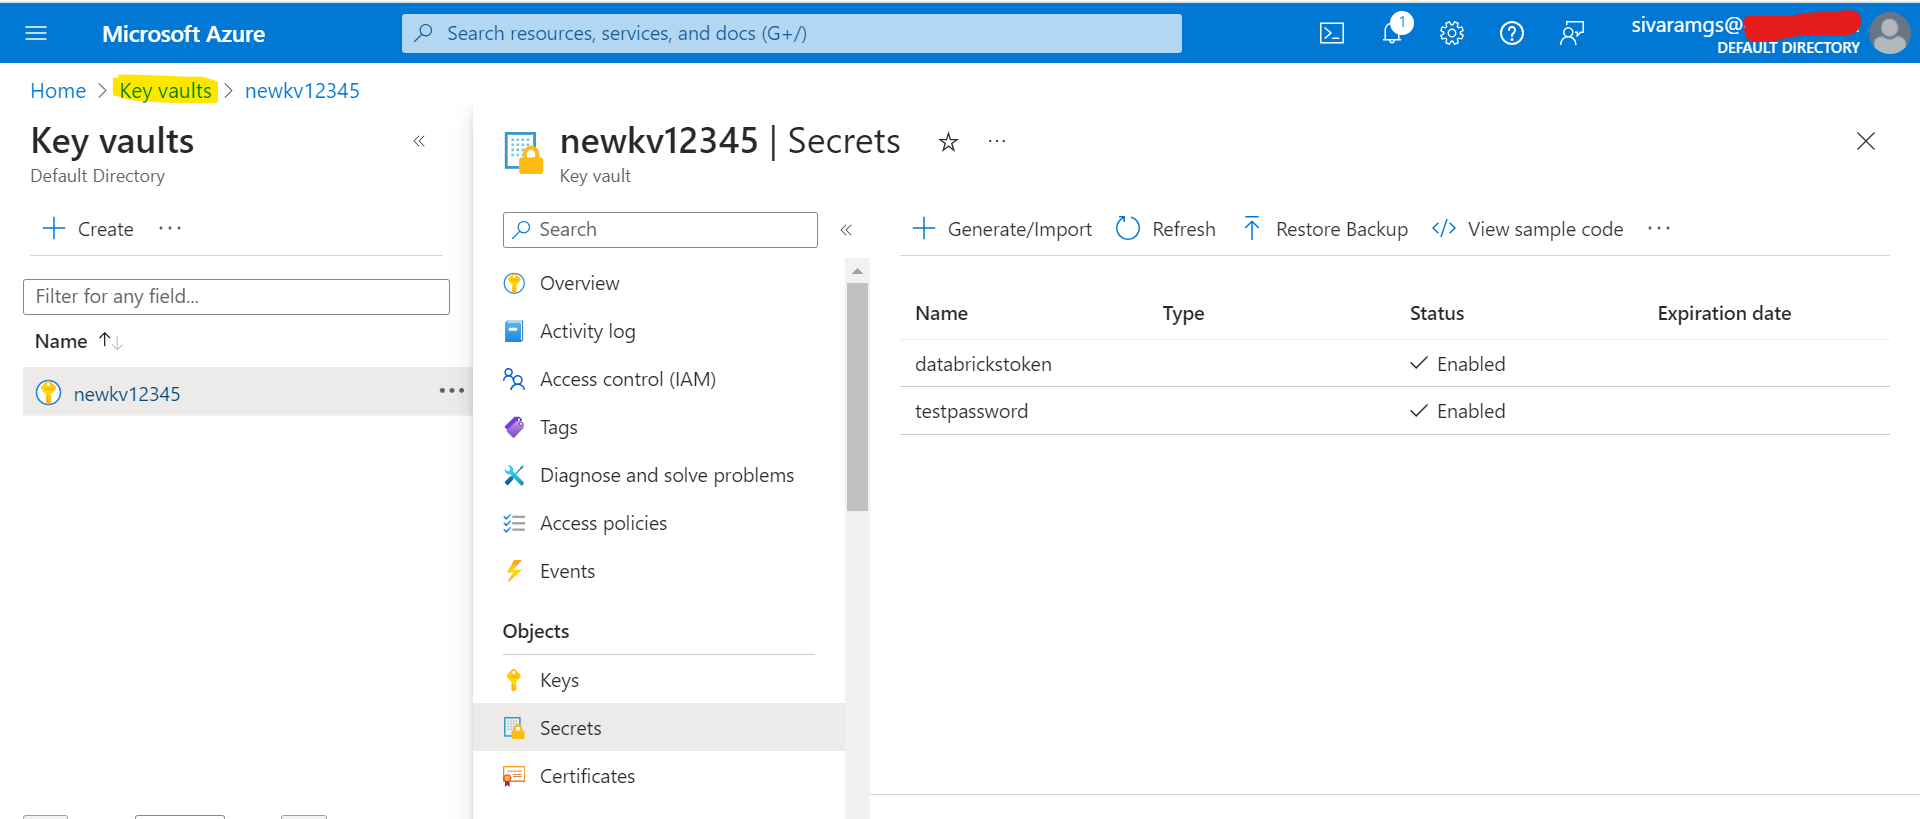 Microsoft Azure
Search resources, services, and docs (G+/)
1
sivaramgs@
DEFAULT DIRECTORY
Home > Key vaults > newkv12345
Key vaults
Default Directory
Create
Filter for any field...
Name
newkv12345
newkv12345 | Secrets
Key vault
Search
Overview
Activity log
Access control (IAM)
Tags
Diagnose and solve problems
Access policies
Events
Objects
Keys
Secrets
Certificates
Generate/Import Refresh Restore Backup View sample code
Name Type Status Expiration date
databrickstoken Enabled
testpassword Enabled